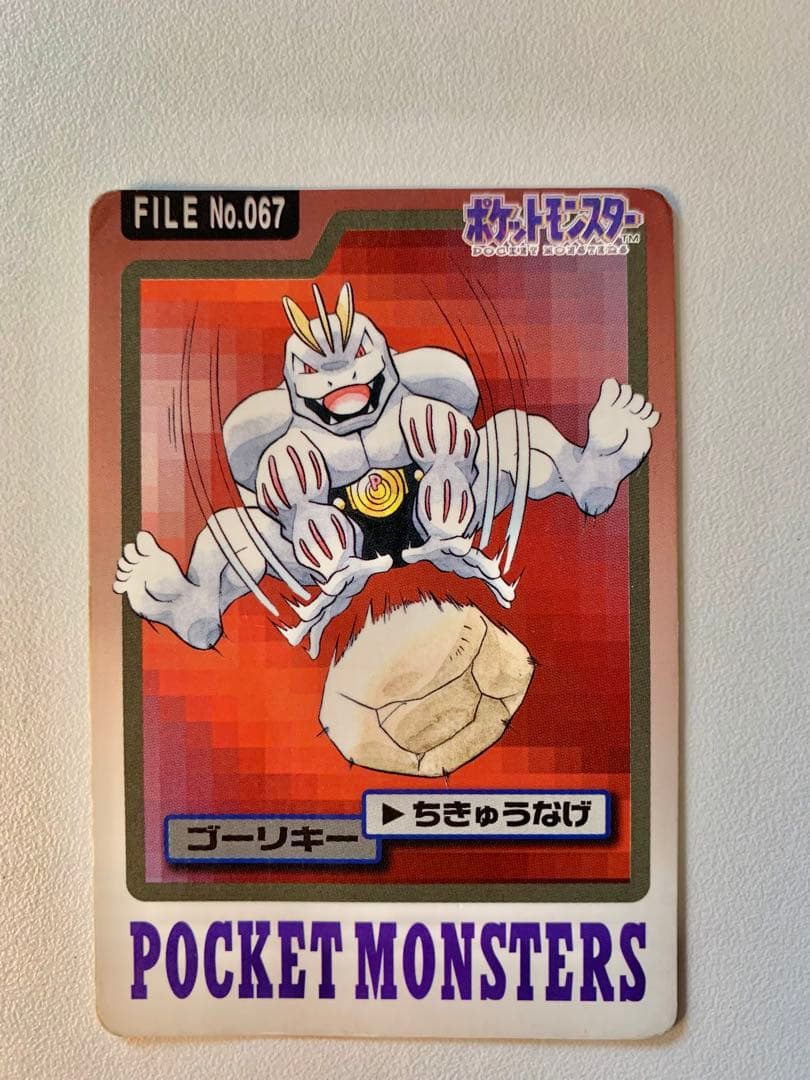 FILE No.067
ポケットモンスター
TM
POCKET MONSTERS
P
▶ちきゅうなげ
ゴーリキー
POCKET MONSTERS